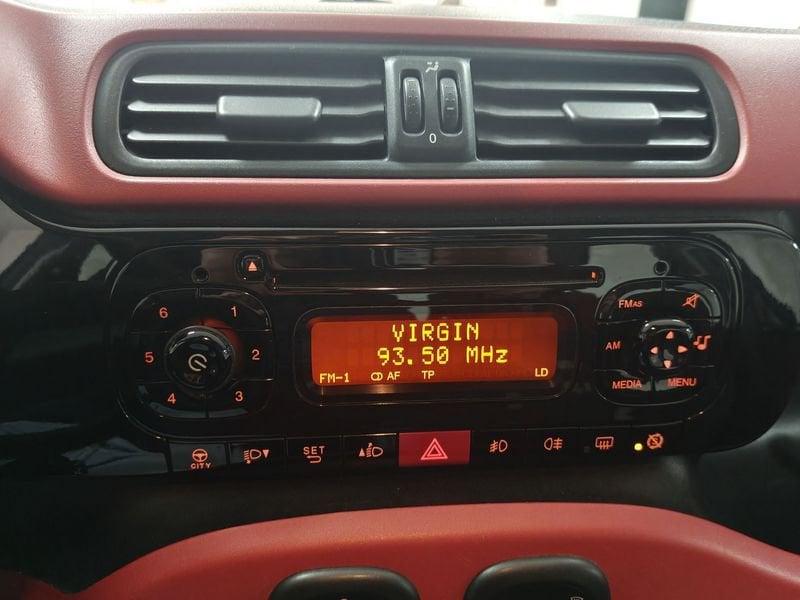 0
6
1
5
2
4
3
VIRGIN
93.50 MHz
FM-1 AF TP LD
FMAS
AM
MEDIA
MENU
CITY
SET